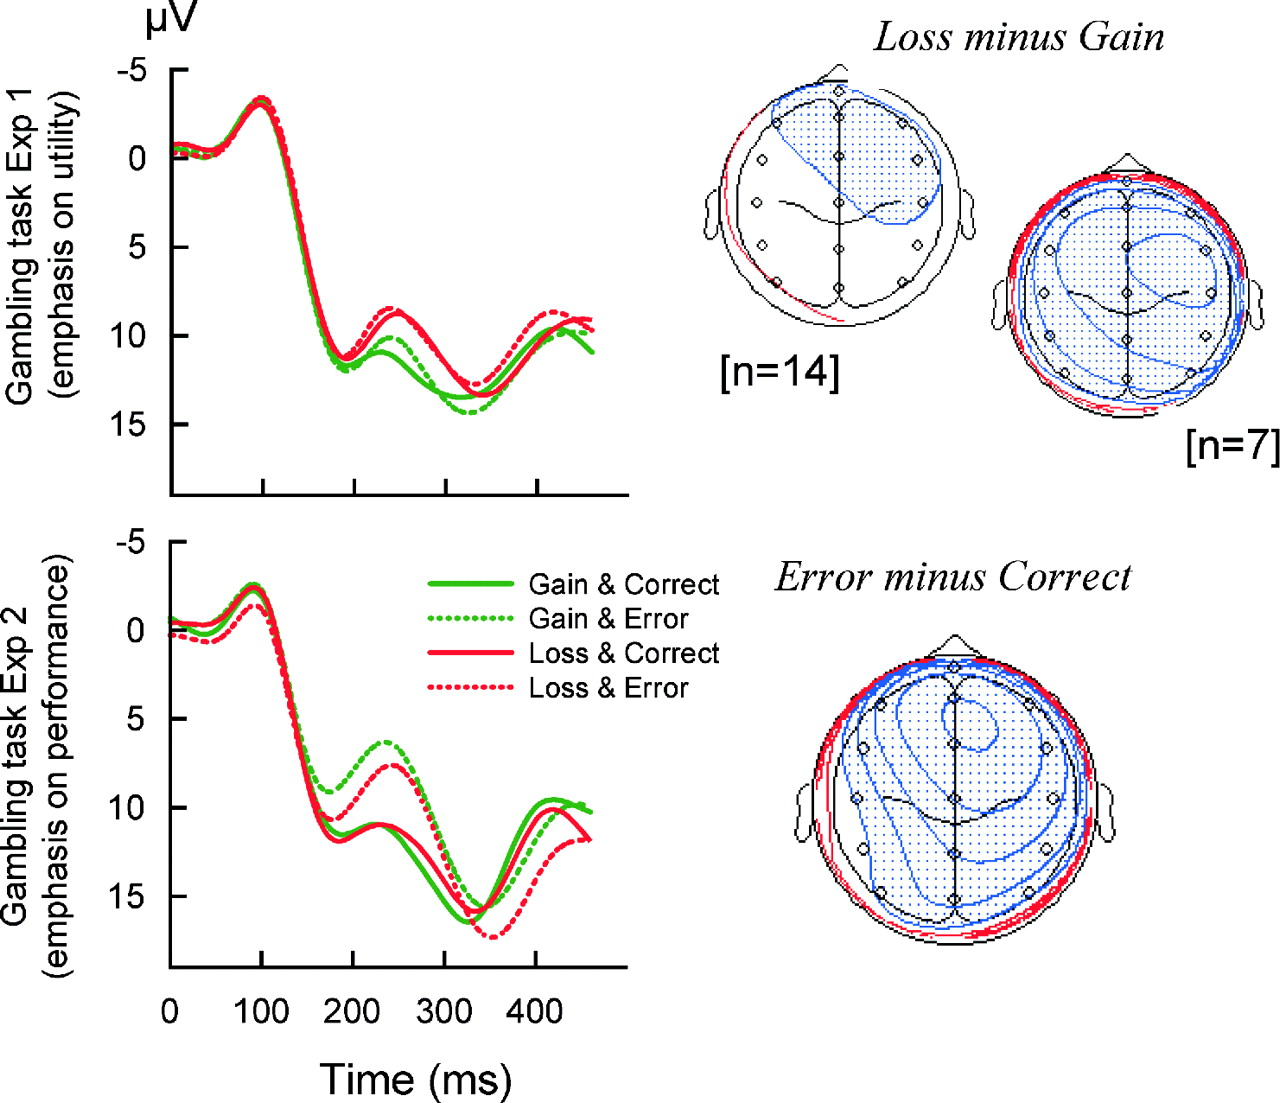 µV
Loss minus Gain
Gambling task Exp 1
(emphasis on utility)
-5
0
5
10
15
[n=14]
[n=7]
Gambling task Exp 2
(emphasis on performance)
-5
0
5
10
15
Gain & Correct
Gain & Error
Loss & Correct
Loss & Error
Error minus Correct
0 100 200 300 400
Time (ms)